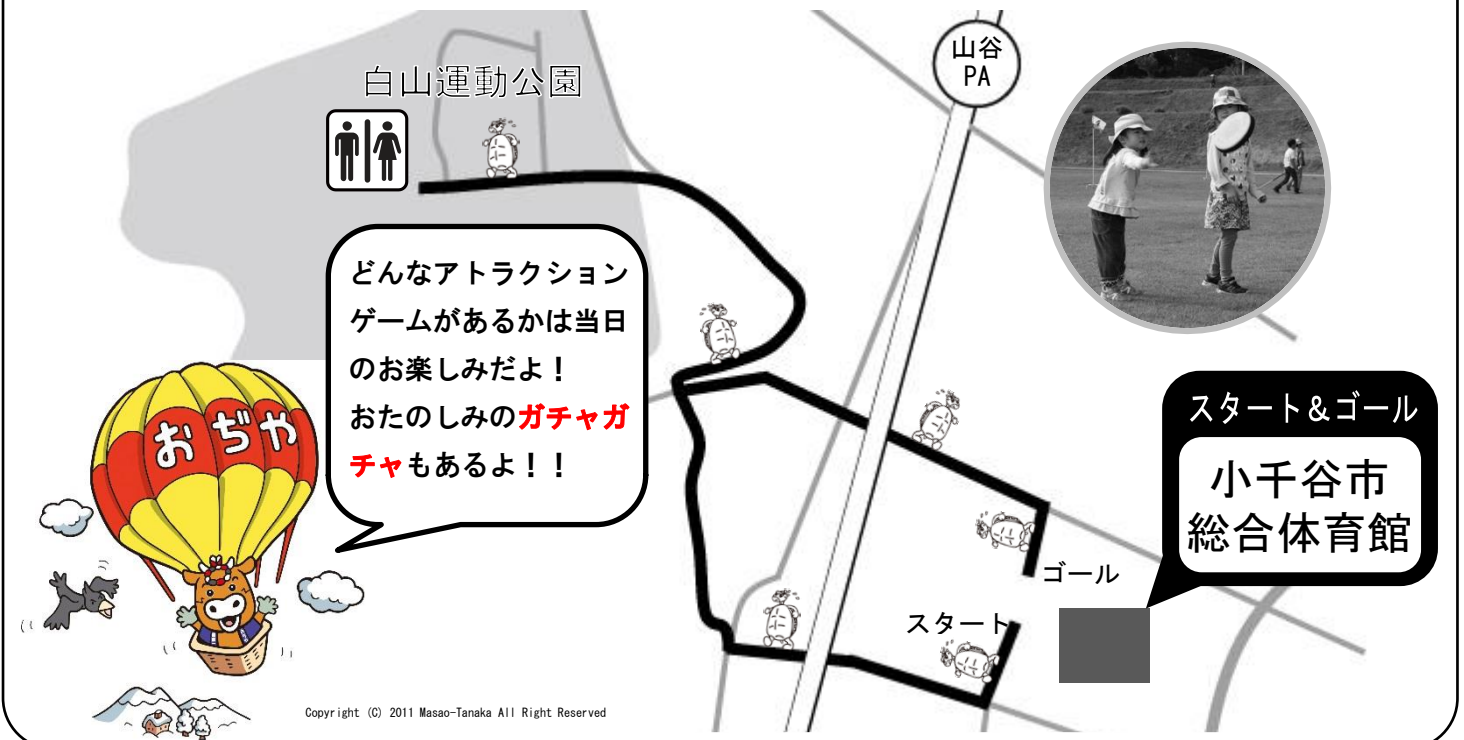 白山運動公園
山谷
PA
どんなアトラクション
ゲームがあるかは当日
のお楽しみだよ！
おたのしみのガチャガ
チャもあるよ！！
おぢや
スタート＆ゴール
小千谷市
総合体育館
ゴール
スタート
Copyright (C) 2011 Masao-Tanaka All Right Reserved